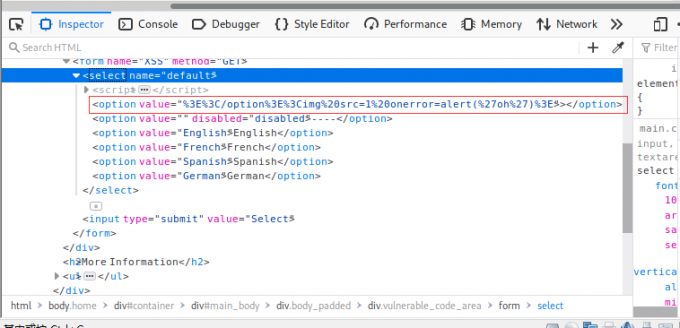 Inspector Console Debugger Style Editor Performance Memory Network
Search HTML Filter
<form name="XSS" method="GET">
<select name="default">
<script>⋯</script>
<option value="%3E%3C/option%3E%3Cimg%20src=1%20onerror=alert(%27oh%27)%3E">></option>
<option value="" disabled="disabled">----</option>
<option value="English">English</option>
<option value="French">French</option>
<option value="Spanish">Spanish</option>
<option value="German">German</option>
</select>
<input type="submit" value="Select">
</form>
</div>
<h2>More Information</h2>
<ul>⋯</ul>
</div>
html body.home div#container div#main_body div.body_padded div.vulnerable_code_area form select
element
{
}
main.c
input,
textare
select
font
10
ar
sa
se
vertica
al
mi